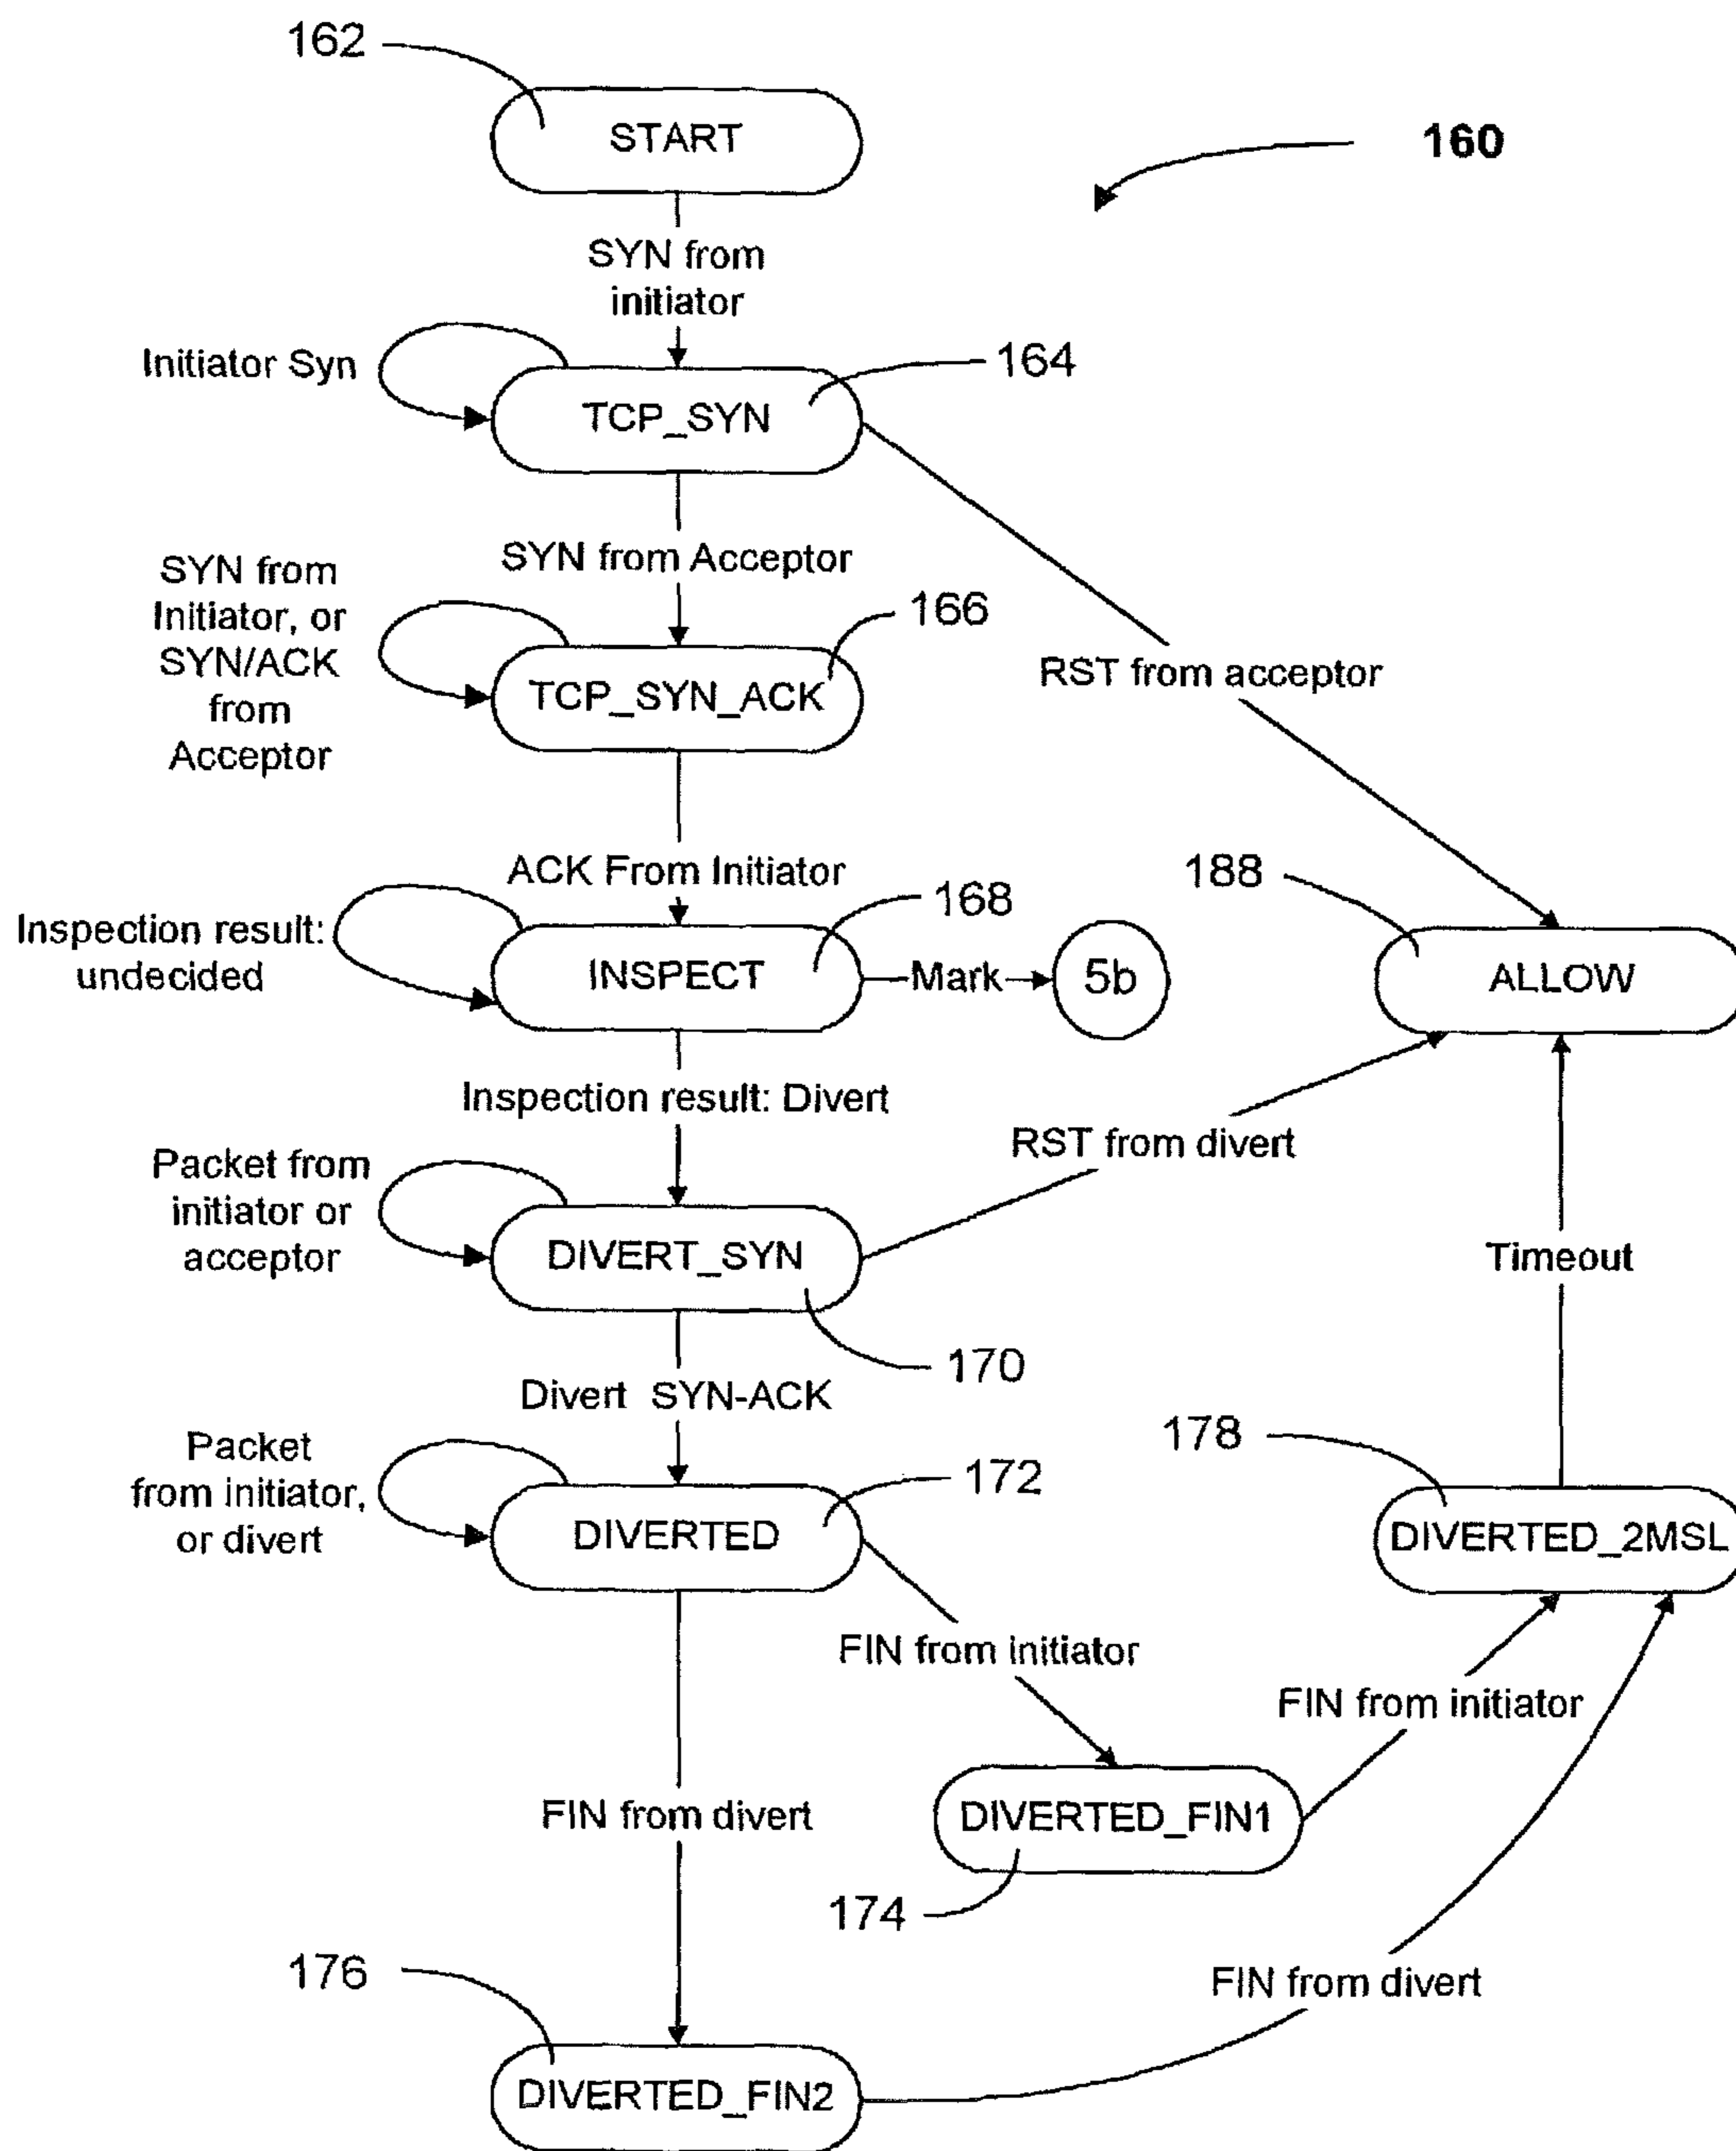 162
START
160
SYN from
initiator
Initiator Syn
164
TCP_SYN
SYN from Acceptor
SYN from
Initiator, or
SYN/ACK
from
Acceptor
166
TCP_SYN_ACK
RST from acceptor
ACK From Initiator
168
188
Inspection result:
undecided
INSPECT
Mark
5b
ALLOW
Inspection result: Divert
RST from divert
Packet from
initiator or
acceptor
DIVERT_SYN
Timeout
170
Divert SYN-ACK
178
Packet
from initiator,
or divert
172
DIVERTED
DIVERTED_2MSL
FIN from initiator
FIN from initiator
FIN from divert
DIVERTED_FIN1
174
176
FIN from divert
DIVERTED_FIN2